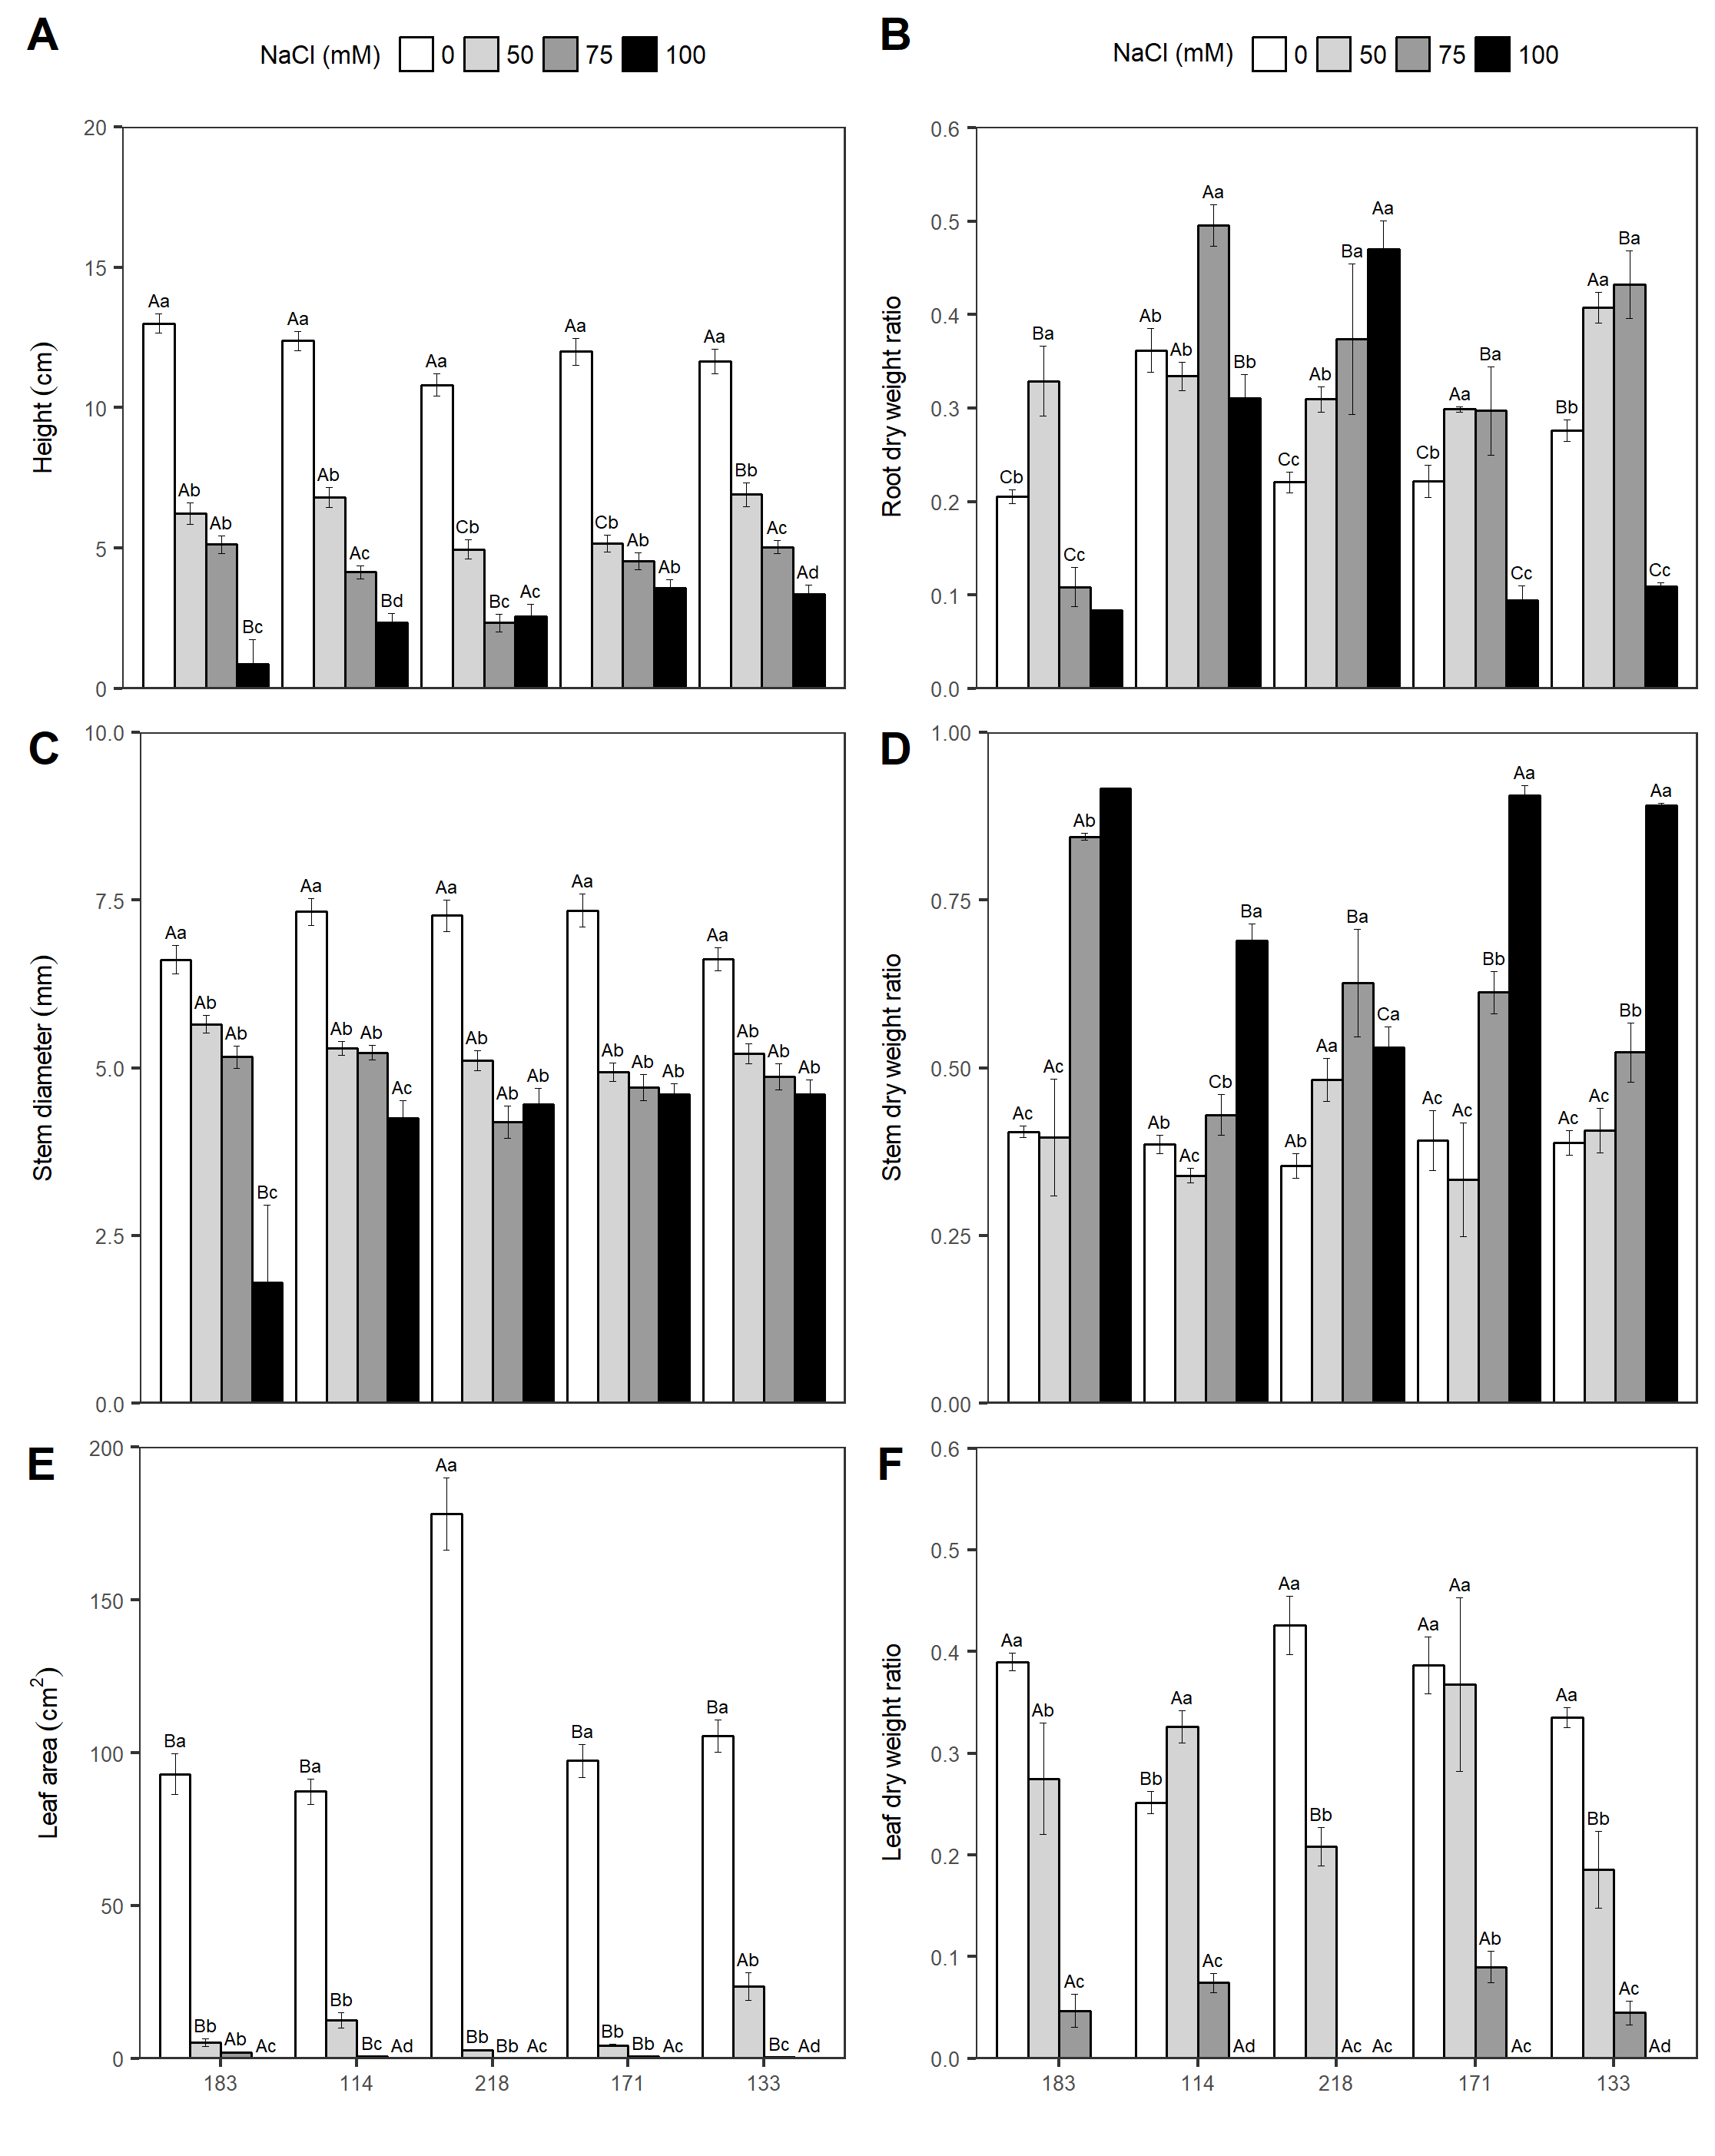 A
NaCl (mM) 0 50 75 100
B
NaCl (mM) 0 50 75 100
Height (cm)
20
15
10
5
0
Aa Ab Ab Bc
Aa Ab Ac Bd
Aa Cb Bc Ac
Aa Cb Ab Ab
Aa Bb Ac Ad
Root dry weight ratio
0.6
0.5
0.4
0.3
0.2
0.1
0.0
Cb Ba Cc
Ab Ab Aa Bb
Cc Ab Ba Aa
Cb Aa Ba Cc
Bb Aa Ba Cc
C
Stem diameter (mm)
10.0
7.5
5.0
2.5
0.0
Aa Ab Ab Bc
Aa Ab Ab Ac
Aa Ab Ab Ab
Aa Ab Ab Ab
Aa Ab Ab Ab
D
Stem dry weight ratio
1.00
0.75
0.50
0.25
0.00
Ac Ac Ab
Ab Ac Cb Ba
Ab Aa Ba Ca
Ac Ac Bb Aa
Ac Ac Bb Aa
E
Leaf area (cm²)
200
150
100
50
0
Ba Bb Ab Ac
Ba Bb Bc Ad
Aa Bb Bb Ac
Ba Bb Bb Ac
Ba Ab Bc Ad
183 114 218 171 133
F
Leaf dry weight ratio
0.6
0.5
0.4
0.3
0.2
0.1
0.0
Aa Ab Ac
Bb Aa Ac Ad
Aa Bb Ac Ac
Aa Aa Ab Ac
Aa Bb Ac Ad
183 114 218 171 133